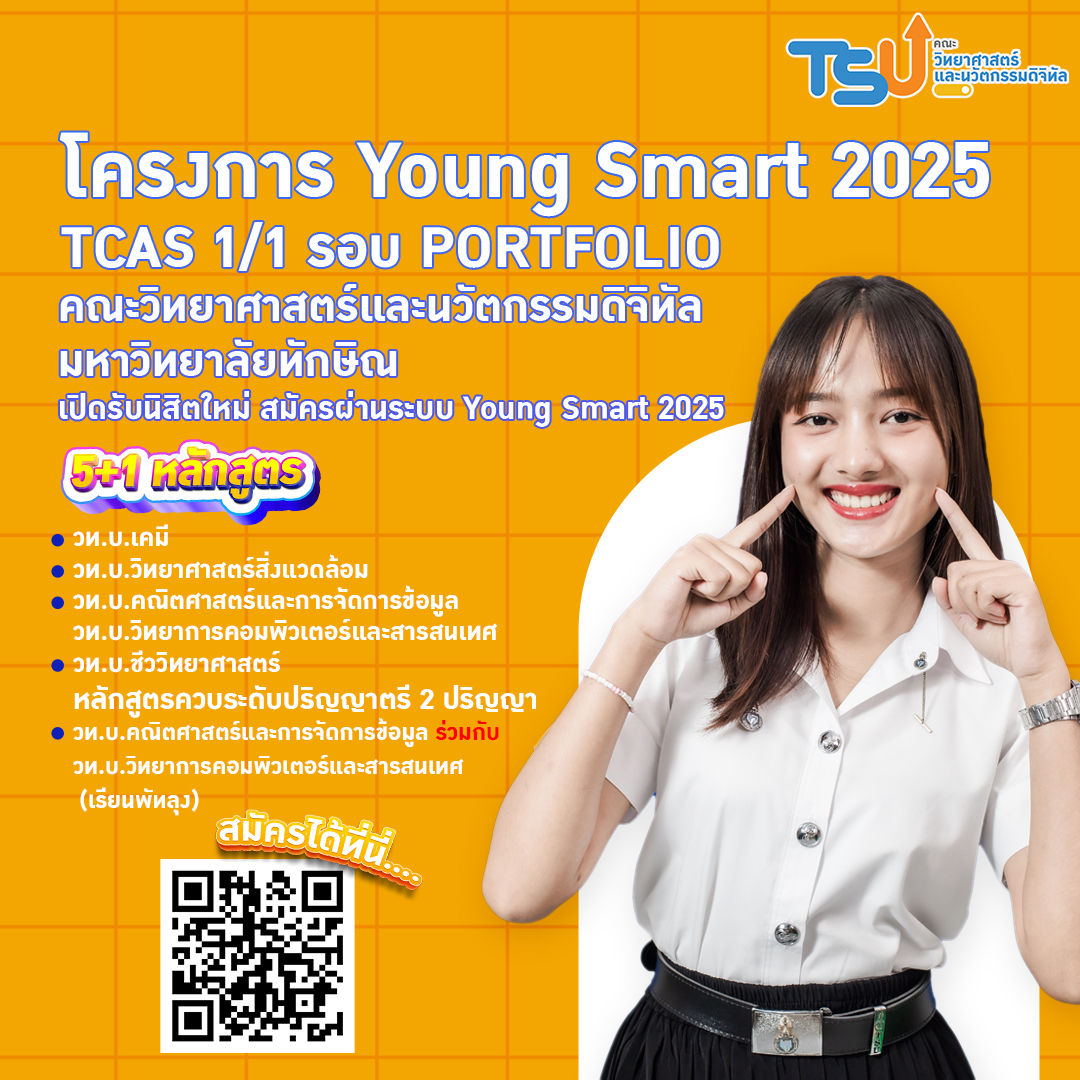 TSU
คณะ
วิทยาศาสตร์
และนวัตกรรมดิจิทัล
โครงการ Young Smart 2025
TCAS 1/1 รอบ PORTFOLIO
คณะวิทยาศาสตร์และนวัตกรรมดิจิทัล
มหาวิทยาลัยทักษิณ
เปิดรับนิสิตใหม่ สมัครผ่านระบบ Young Smart 2025
5+1 หลักสูตร
• วท.บ.เคมี
• วท.บ.วิทยาศาสตร์สิ่งแวดล้อม
• วท.บ.คณิตศาสตร์และการจัดการข้อมูล
วท.บ.วิทยาการคอมพิวเตอร์และสารสนเทศ
• วท.บ.ชีววิทยาศาสตร์
หลักสูตรควบระดับปริญญาตรี 2 ปริญญา
• วท.บ.คณิตศาสตร์และการจัดการข้อมูล ร่วมกับ
วท.บ.วิทยาการคอมพิวเตอร์และสารสนเทศ
(เรียนพัทลุง)
สมัครได้ที่นี่....